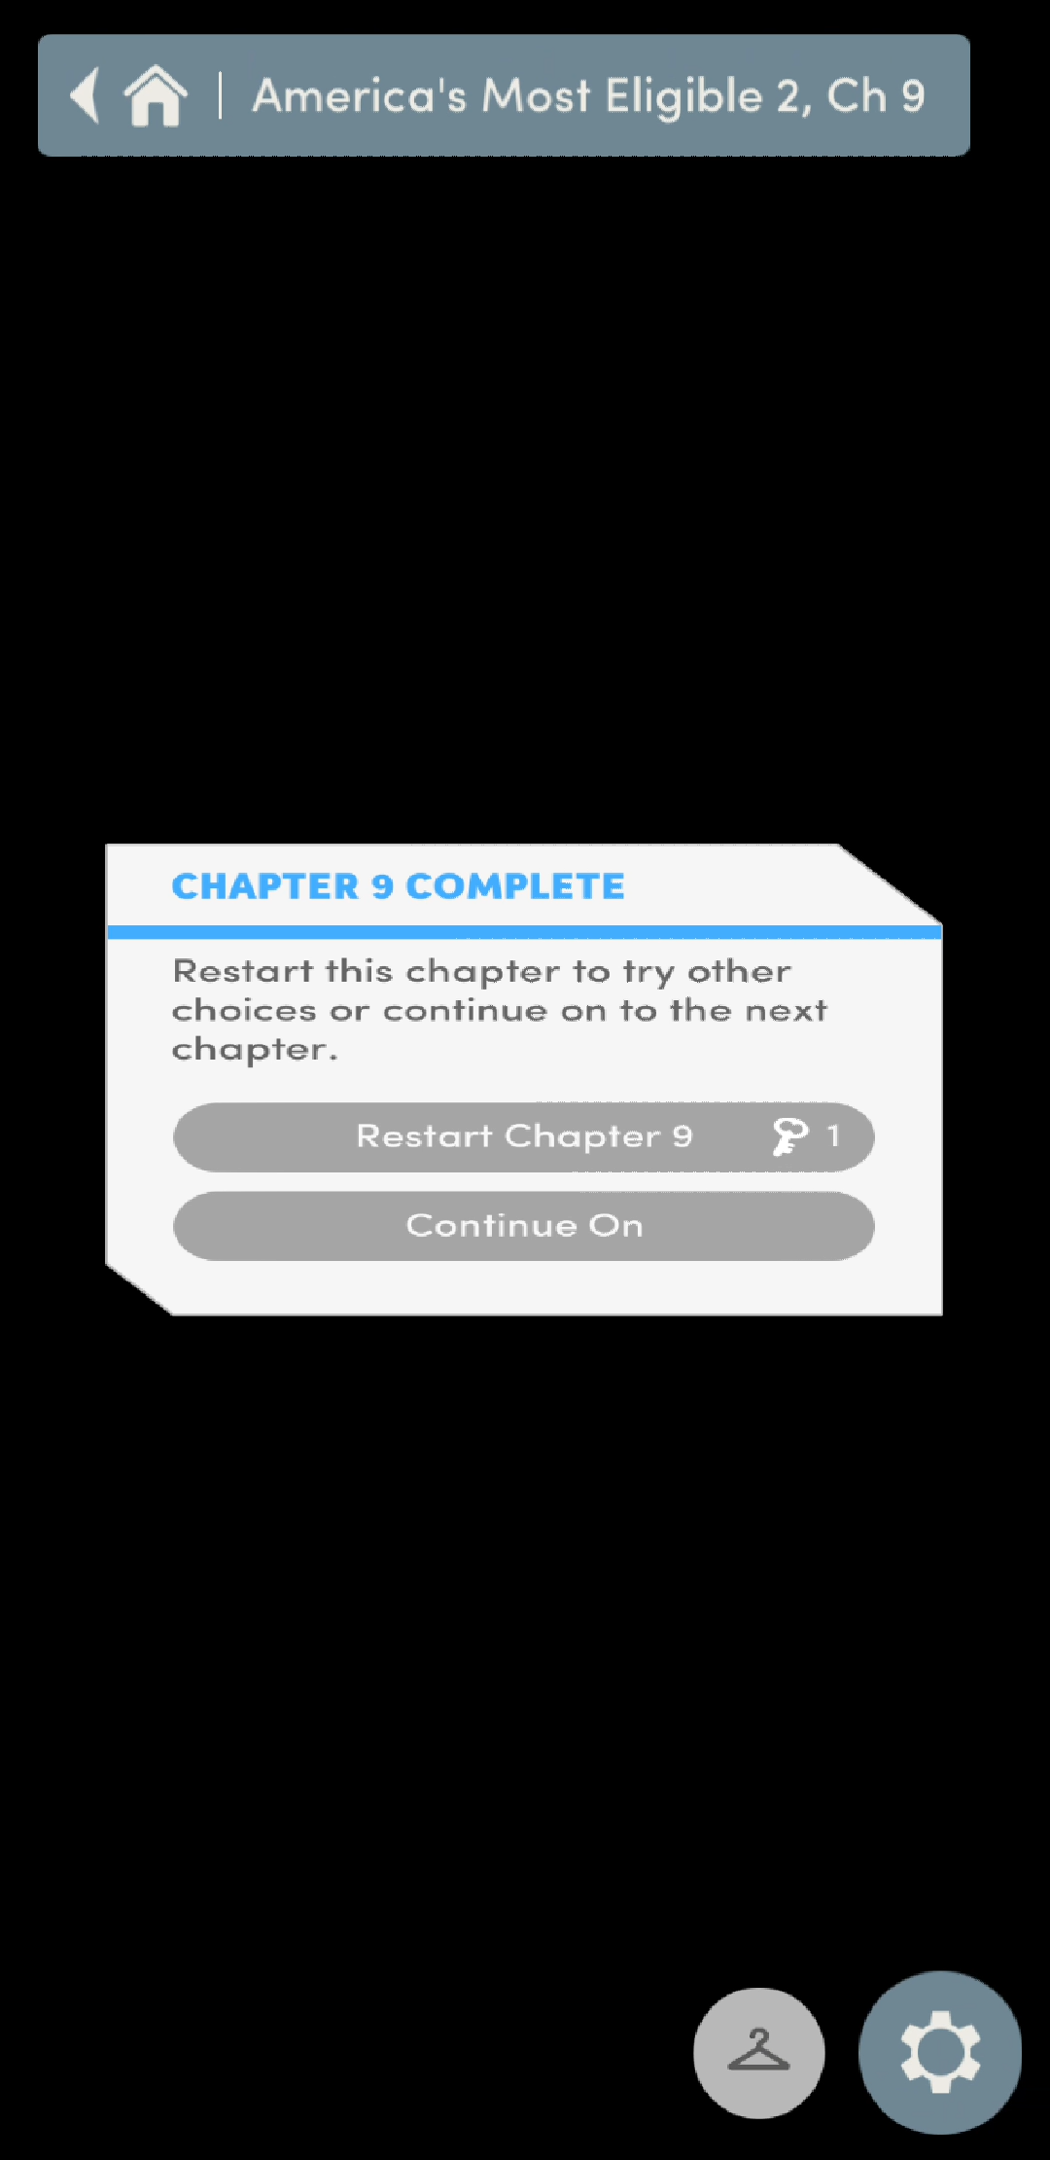 America's Most Eligible 2, Ch 9
CHAPTER 9 COMPLETE
Restart this chapter to try other
choices or continue on to the next
chapter.
Restart Chapter 9 1
Continue On